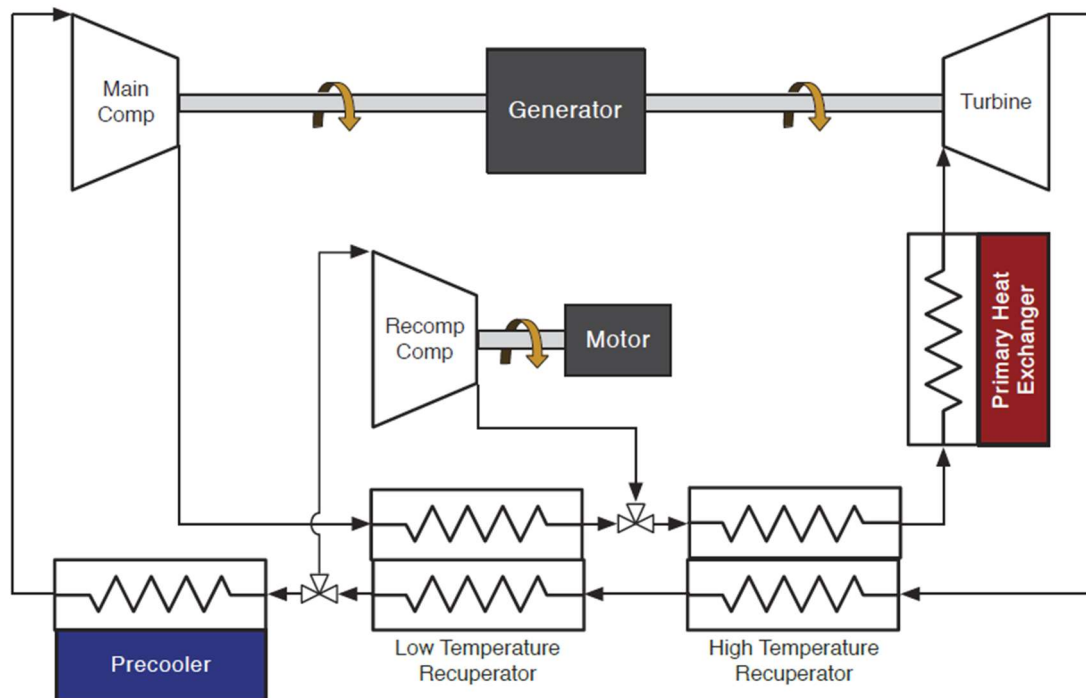 Main
Comp
Generator
Turbine
Recomp
Comp
Motor
Primary Heat
Exchanger
Low Temperature
Recuperator
High Temperature
Recuperator
Precooler